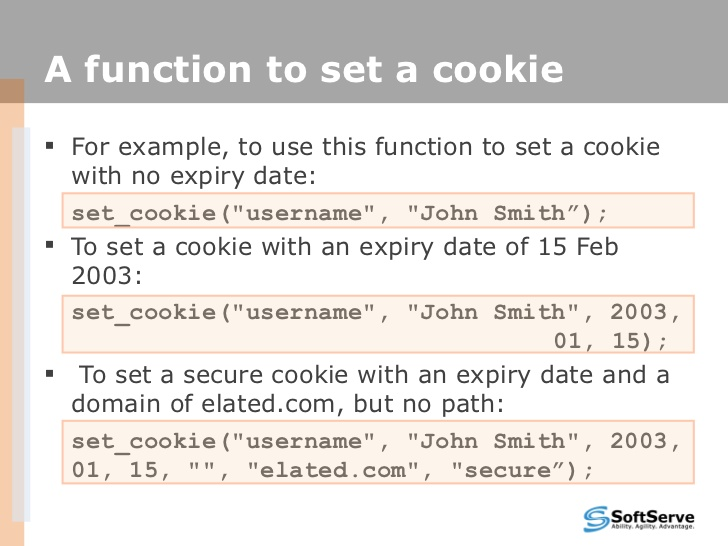 A function to set a cookie
▪ For example, to use this function to set a cookie
with no expiry date:
set_cookie("username", "John Smith”);
▪ To set a cookie with an expiry date of 15 Feb
2003:
set_cookie("username", "John Smith", 2003,
01, 15);
▪ To set a secure cookie with an expiry date and a
domain of elated.com, but no path:
set_cookie("username", "John Smith", 2003,
01, 15, "", "elated.com", "secure”);
SoftServe
Ability. Agility. Advantage.